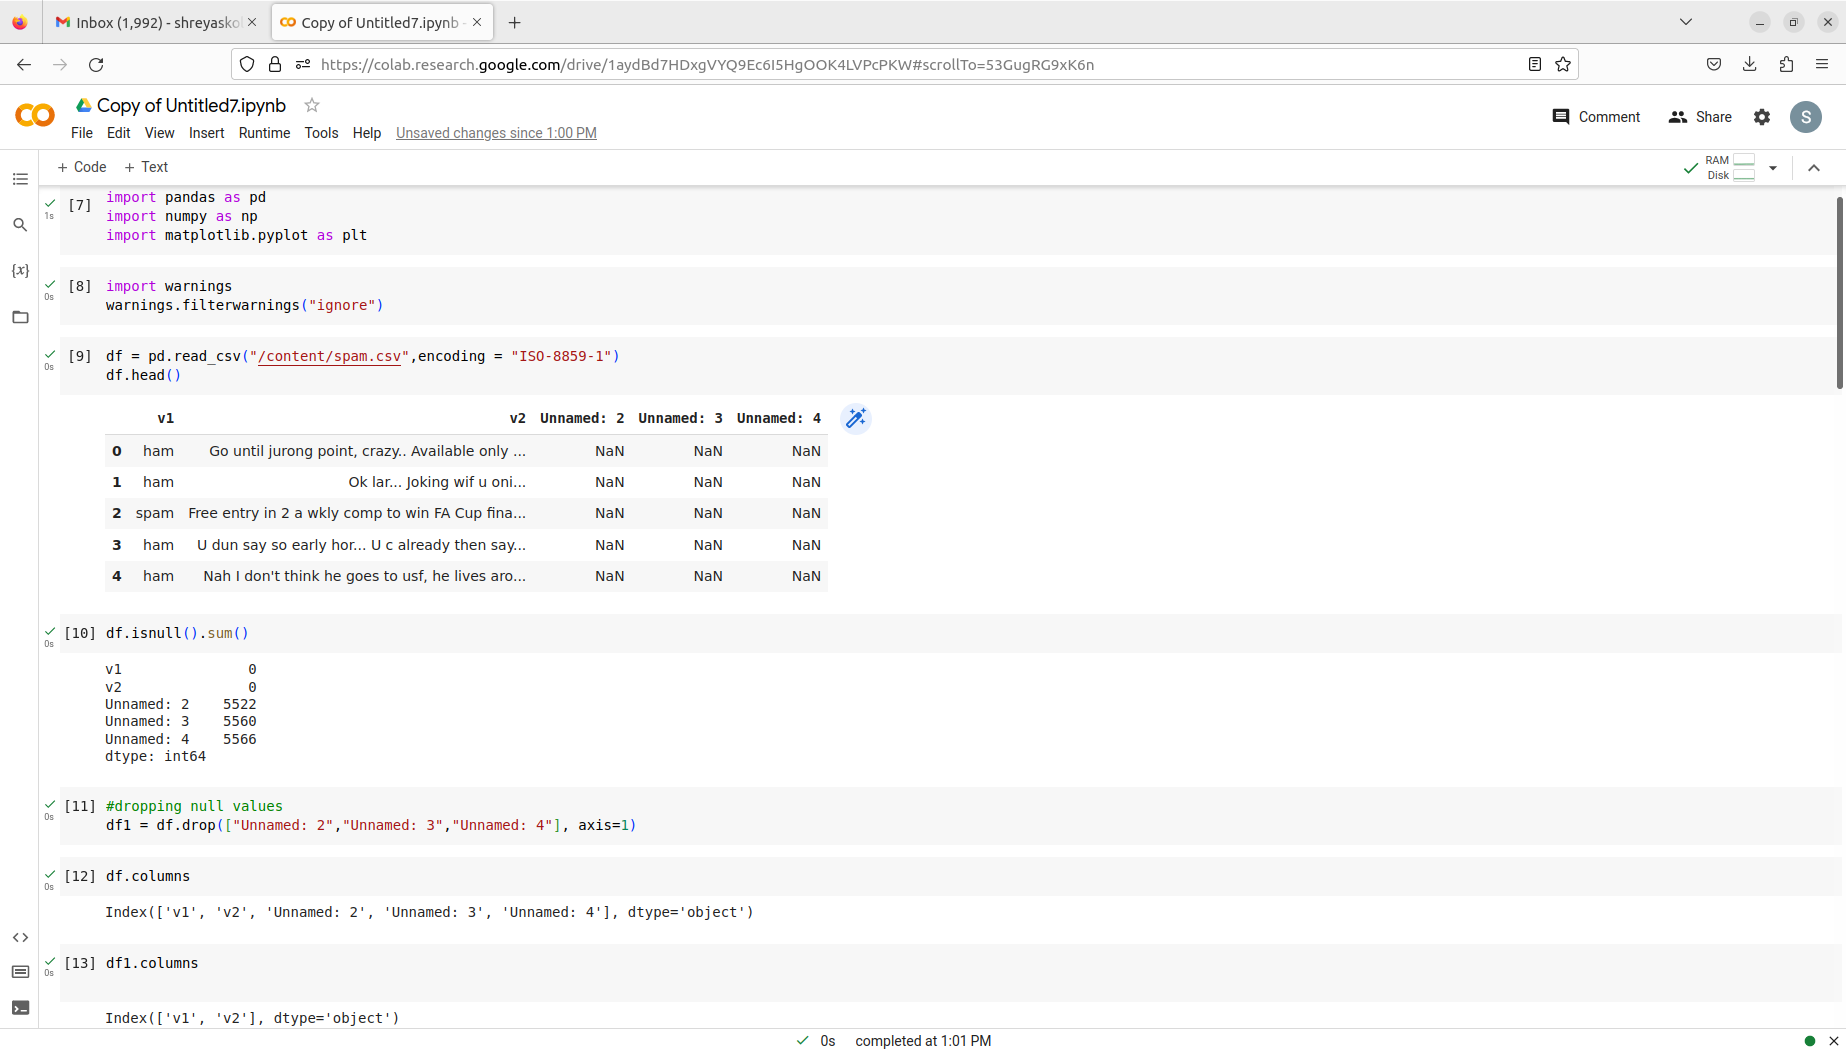 Inbox (1,992) - shreyasko
Copy of Untitled7.ipynb -
https://colab.research.google.com/drive/1aydBd7HDxgVYQ9Ec6I5HgOOK4LVPcPKW#scrollTo=53GugRG9xK6n
Copy of Untitled7.ipynb
File Edit View Insert Runtime Tools Help Unsaved changes since 1:00 PM
Comment Share S
+ Code + Text
RAM
Disk
[7] import pandas as pd
1s
import numpy as np
import matplotlib.pyplot as plt
[8] import warnings
0s
warnings.filterwarnings("ignore")
[9] df = pd.read_csv("/content/spam.csv",encoding = "ISO-8859-1")
0s
df.head()
v1 v2 Unnamed: 2 Unnamed: 3 Unnamed: 4
0 ham Go until jurong point, crazy.. Available only ... NaN NaN NaN
1 ham Ok lar... Joking wif u oni... NaN NaN NaN
2 spam Free entry in 2 a wkly comp to win FA Cup fina... NaN NaN NaN
3 ham U dun say so early hor... U c already then say... NaN NaN NaN
4 ham Nah I don't think he goes to usf, he lives aro... NaN NaN NaN
[10] df.isnull().sum()
0s
v1 0
v2 0
Unnamed: 2 5522
Unnamed: 3 5560
Unnamed: 4 5566
dtype: int64
[11] #dropping null values
0s
df1 = df.drop(["Unnamed: 2","Unnamed: 3","Unnamed: 4"], axis=1)
[12] df.columns
0s
Index(['v1', 'v2', 'Unnamed: 2', 'Unnamed: 3', 'Unnamed: 4'], dtype='object')
[13] df1.columns
0s
Index(['v1', 'v2'], dtype='object')
0s completed at 1:01 PM